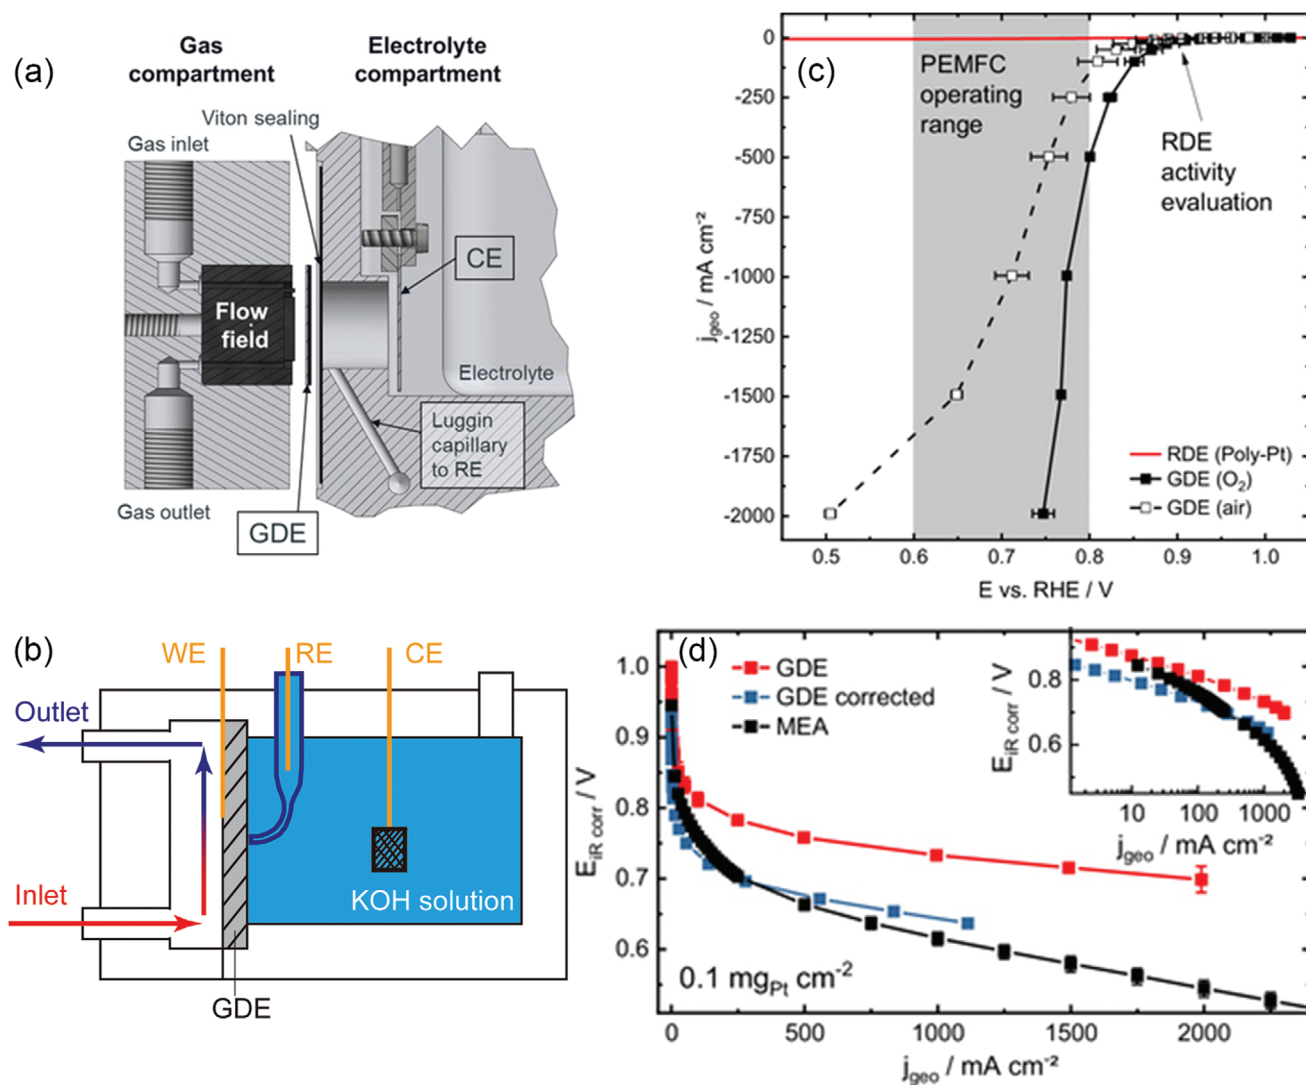 (a)
Gas
compartment
Electrolyte
compartment
Viton sealing
Gas inlet
CE
Flow
field
Electrolyte
Luggin
capillary
to RE
Gas outlet
GDE
(b)
WE
RE
CE
Outlet
Inlet
KOH solution
GDE
(c)
0
-250
-500
-750
-1000
-1250
-1500
-1750
-2000
j_geo / mA cm⁻²
PEMFC
operating
range
RDE
activity
evaluation
RDE (Poly-Pt)
GDE (O₂)
GDE (air)
0.5
0.6
0.7
0.8
0.9
1.0
E vs. RHE / V
(d)
1.0
0.9
0.8
0.7
0.6
E_iR corr / V
GDE
GDE corrected
MEA
0.1 mg_Pt cm⁻²
0
500
1000
1500
2000
j_geo / mA cm⁻²
0.8
0.6
E_iR corr / V
10
100
1000
j_geo / mA cm⁻²